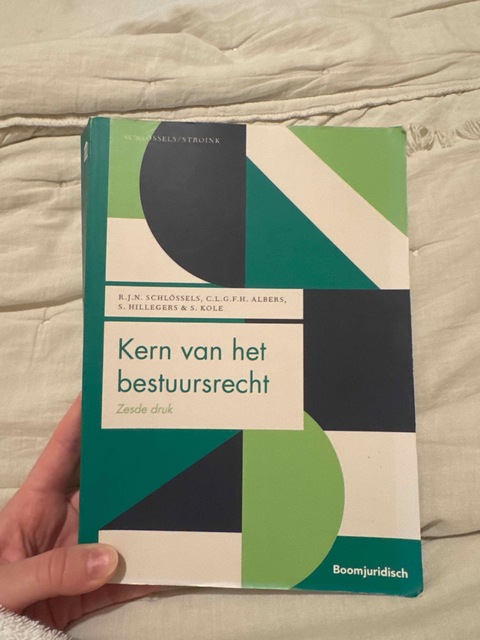 SCHLÖSSELS/STROINK
R.J.N. SCHLÖSSELS, C.L.G.F.H. ALBERS,
S. HILLEGERS & S. KOLE
Kern van het
bestuursrecht
Zesde druk
Boomjuridisch